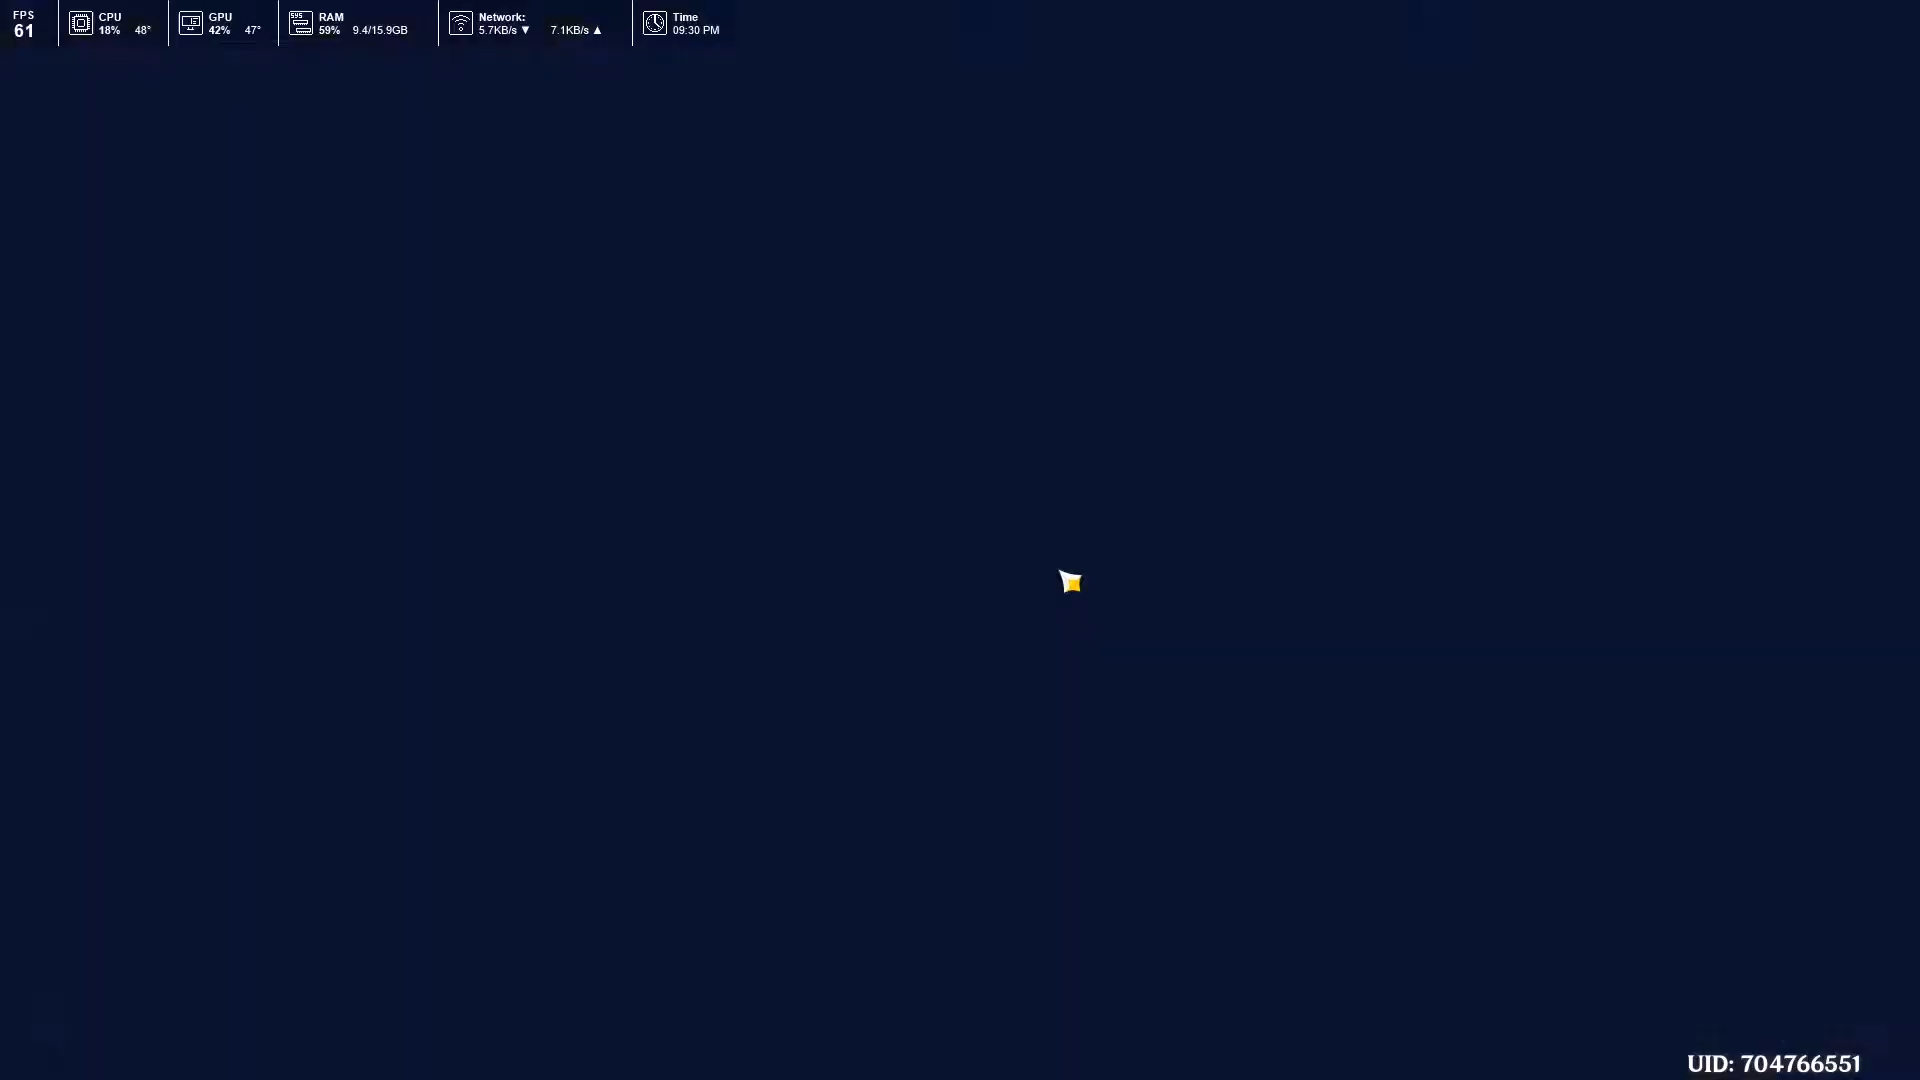 FPS
61
CPU
18% 48°
GPU
42% 47°
SYS
RAM
59% 9.4/15.9GB
Network:
5.7KB/s ▼ 7.1KB/s ▲
Time
09:30 PM
UID: 704766551